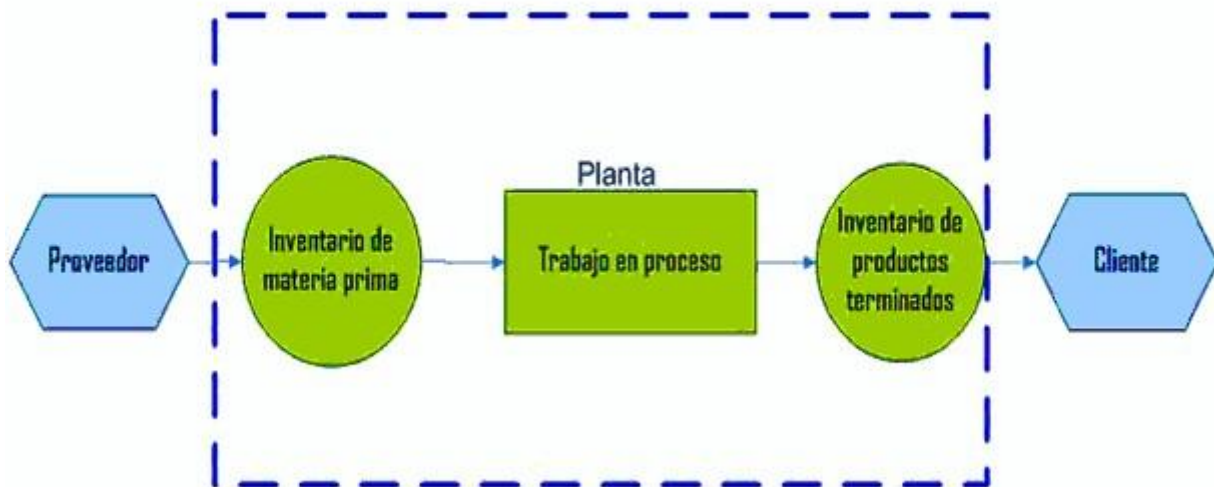 Planta
Proveedor
Inventario de
materia prima
Trabajo en proceso
Inventario de
productos
terminados
Cliente